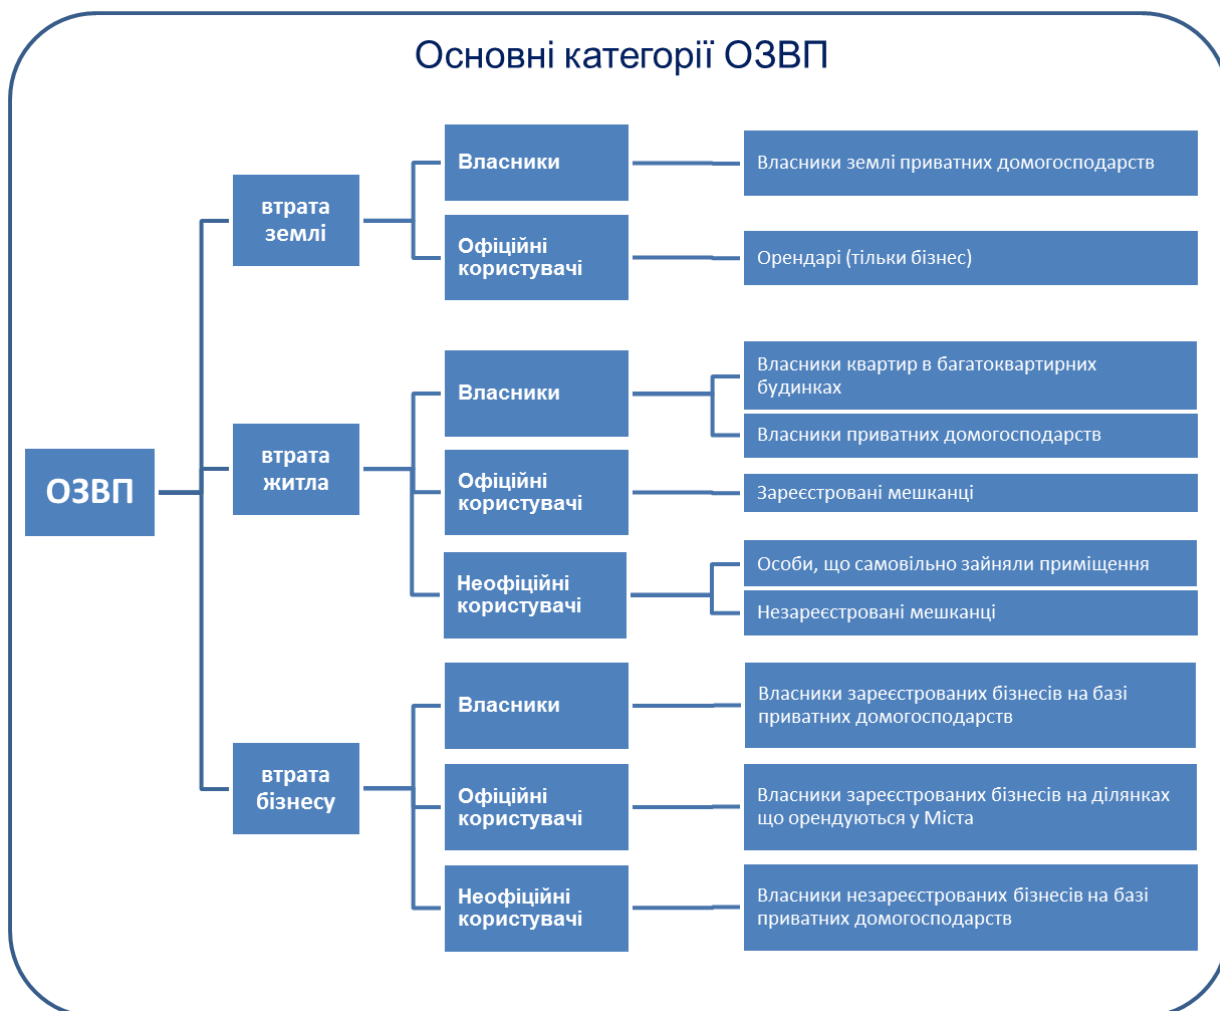 Основні категорії ОЗВП
ОЗВП
втрата
землі
Власники
Власники землі приватних домогосподарств
Офіційні
користувачі
Орендарі (тільки бізнес)
втрата
житла
Власники
Власники квартир в багатоквартирних
будинках
Власники приватних домогосподарств
Офіційні
користувачі
Зареєстровані мешканці
Неофіційні
користувачі
Особи, що самовільно зайняли приміщення
Незареєстровані мешканці
втрата
бізнесу
Власники
Власники зареєстрованих бізнесів на базі
приватних домогосподарств
Офіційні
користувачі
Власники зареєстрованих бізнесів на ділянках
що орендуються у Міста
Неофіційні
користувачі
Власники незареєстрованих бізнесів на базі
приватних домогосподарств